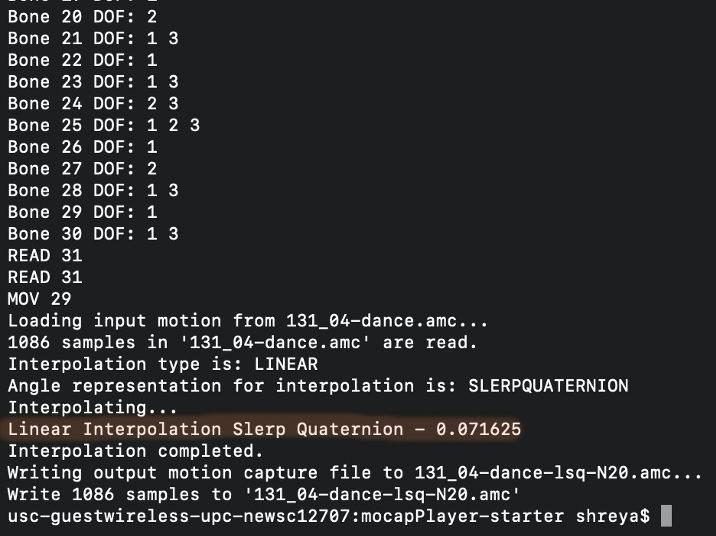 Bone 20 DOF: 2
Bone 21 DOF: 1 3
Bone 22 DOF: 1
Bone 23 DOF: 1 3
Bone 24 DOF: 2 3
Bone 25 DOF: 1 2 3
Bone 26 DOF: 1
Bone 27 DOF: 2
Bone 28 DOF: 1 3
Bone 29 DOF: 1
Bone 30 DOF: 1 3
READ 31
READ 31
MOV 29
Loading input motion from 131_04-dance.amc...
1086 samples in '131_04-dance.amc' are read.
Interpolation type is: LINEAR
Angle representation for interpolation is: SLERPQUATERNION
Interpolating...
Linear Interpolation Slerp Quaternion - 0.071625
Interpolation completed.
Writing output motion capture file to 131_04-dance-lsq-N20.amc...
Write 1086 samples to '131_04-dance-lsq-N20.amc'
usc-guestwireless-upc-newsc12707:mocapPlayer-starter shreya$